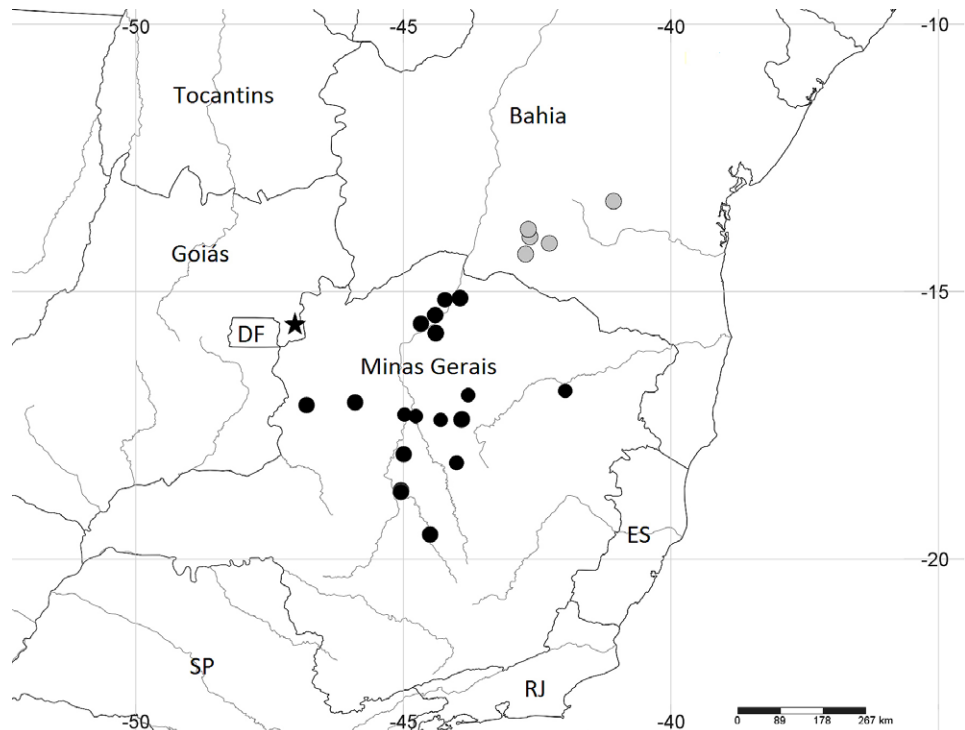 -50 -45 -40 -10
Tocantins
Bahia
Goiás
-15
DF
Minas Gerais
ES
-20
SP
RJ
-50 -45 -40
0 89 178 267 km